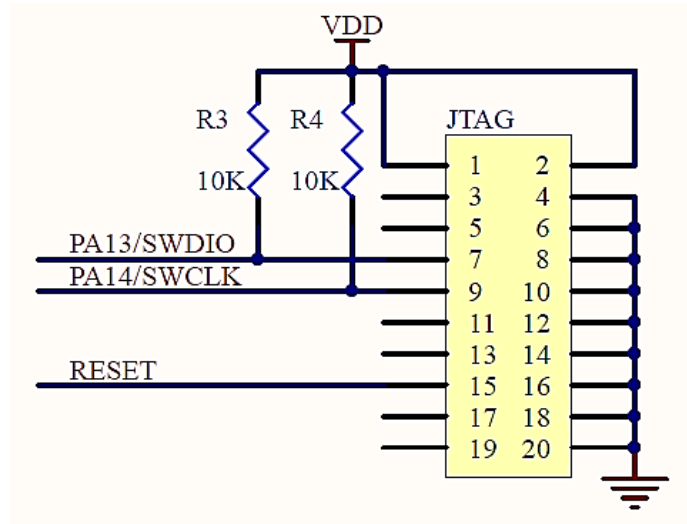 VDD
R3 R4 JTAG
10K 10K
1 2
3 4
5 6
PA13/SWDIO 7 8
PA14/SWCLK 9 10
11 12
13 14
RESET 15 16
17 18
19 20